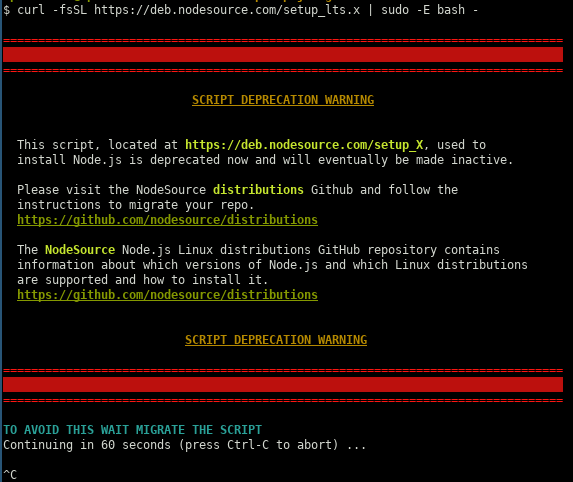 $ curl -fsSL https://deb.nodesource.com/setup_lts.x | sudo -E bash -
================================================================================
================================================================================
SCRIPT DEPRECATION WARNING
This script, located at https://deb.nodesource.com/setup_X, used to
install Node.js is deprecated now and will eventually be made inactive.
Please visit the NodeSource distributions Github and follow the
instructions to migrate your repo.
https://github.com/nodesource/distributions
The NodeSource Node.js Linux distributions GitHub repository contains
information about which versions of Node.js and which Linux distributions
are supported and how to install it.
https://github.com/nodesource/distributions
SCRIPT DEPRECATION WARNING
================================================================================
================================================================================
TO AVOID THIS WAIT MIGRATE THE SCRIPT
Continuing in 60 seconds (press Ctrl-C to abort) ...
^C